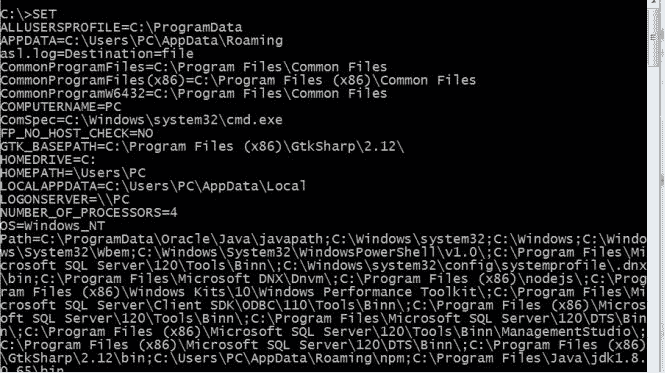 C:\>SET
ALLUSERSPROFILE=C:\ProgramData
APPDATA=C:\Users\PC\AppData\Roaming
asl.log=Destination=file
CommonProgramFiles=C:\Program Files\Common Files
CommonProgramFiles(x86)=C:\Program Files (x86)\Common Files
CommonProgramW6432=C:\Program Files\Common Files
COMPUTERNAME=PC
ComSpec=C:\Windows\system32\cmd.exe
FP_NO_HOST_CHECK=NO
GTK_BASEPATH=C:\Program Files (x86)\GtkSharp\2.12\
HOMEDRIVE=C:
HOMEPATH=\Users\PC
LOCALAPPDATA=C:\Users\PC\AppData\Local
LOGONSERVER=\\PC
NUMBER_OF_PROCESSORS=4
OS=Windows_NT
Path=C:\ProgramData\Oracle\Java\javapath;C:\Windows\system32;C:\Windows;C:\Windo
ws\System32\Wbem;C:\Windows\System32\WindowsPowerShell\v1.0\;C:\Program Files\Mi
crosoft SQL Server\120\Tools\Binn\;C:\Windows\system32\config\systemprofile\.dnx
\bin;C:\Program Files\Microsoft DNX\Dnvm\;C:\Program Files (x86)\nodejs\;C:\Progr
am Files (x86)\Windows Kits\10\Windows Performance Toolkit\;C:\Program Files\Mic
rosoft SQL Server\Client SDK\ODBC\110\Tools\Binn\;C:\Program Files (x86)\Micros
oft SQL Server\120\Tools\Binn\;C:\Program Files\Microsoft SQL Server\120\DTS\Bin
n\;C:\Program Files (x86)\Microsoft SQL Server\120\Tools\Binn\ManagementStudio\;
C:\Program Files (x86)\Microsoft SQL Server\120\DTS\Binn\;C:\Program Files (x86)
\GtkSharp\2.12\bin;C:\Users\PC\AppData\Roaming\npm;C:\Program Files\Java\jdk1.8.
0_65\bin